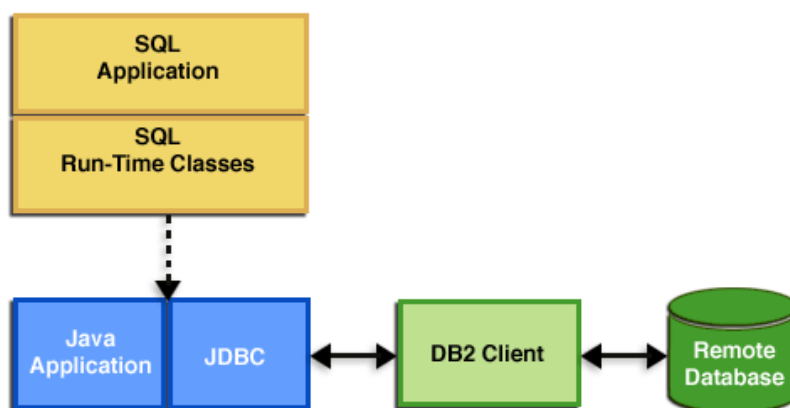 SQL
Application
SQL
Run-Time Classes
Java
Application
JDBC
DB2 Client
Remote
Database